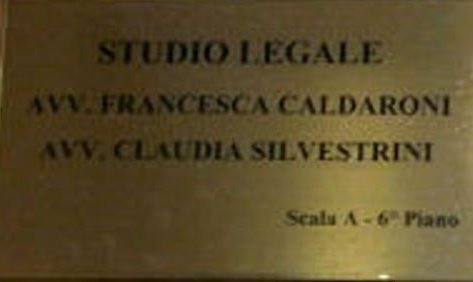 STUDIO LEGALE
AVV. FRANCESCA CALDARONI
AVV. CLAUDIA SILVESTRINI
Scala A - 6° Piano